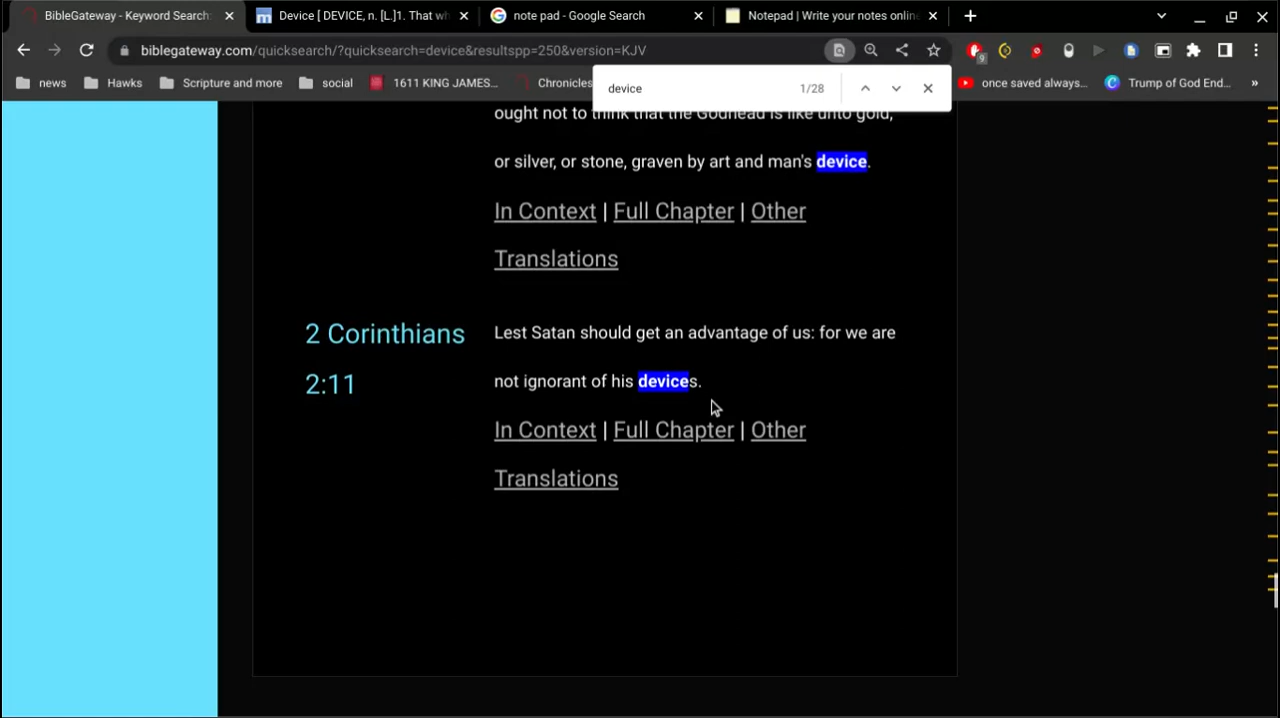 BibleGateway - Keyword Search:
Device [ DEVICE, n. [L.]1. That w
note pad - Google Search
Notepad | Write your notes online
biblegateway.com/quicksearch/?quicksearch=device&resultspp=250&version=KJV
9
news
Hawks
Scripture and more
social
1611 KING JAMES...
Chronicles
device
1/28
once saved always...
Trump of God End...
»
ought not to think that the Godhead is like unto gold,
or silver, or stone, graven by art and man's device.
In Context | Full Chapter | Other
Translations
2 Corinthians
2:11
Lest Satan should get an advantage of us: for we are
not ignorant of his devices.
In Context | Full Chapter | Other
Translations